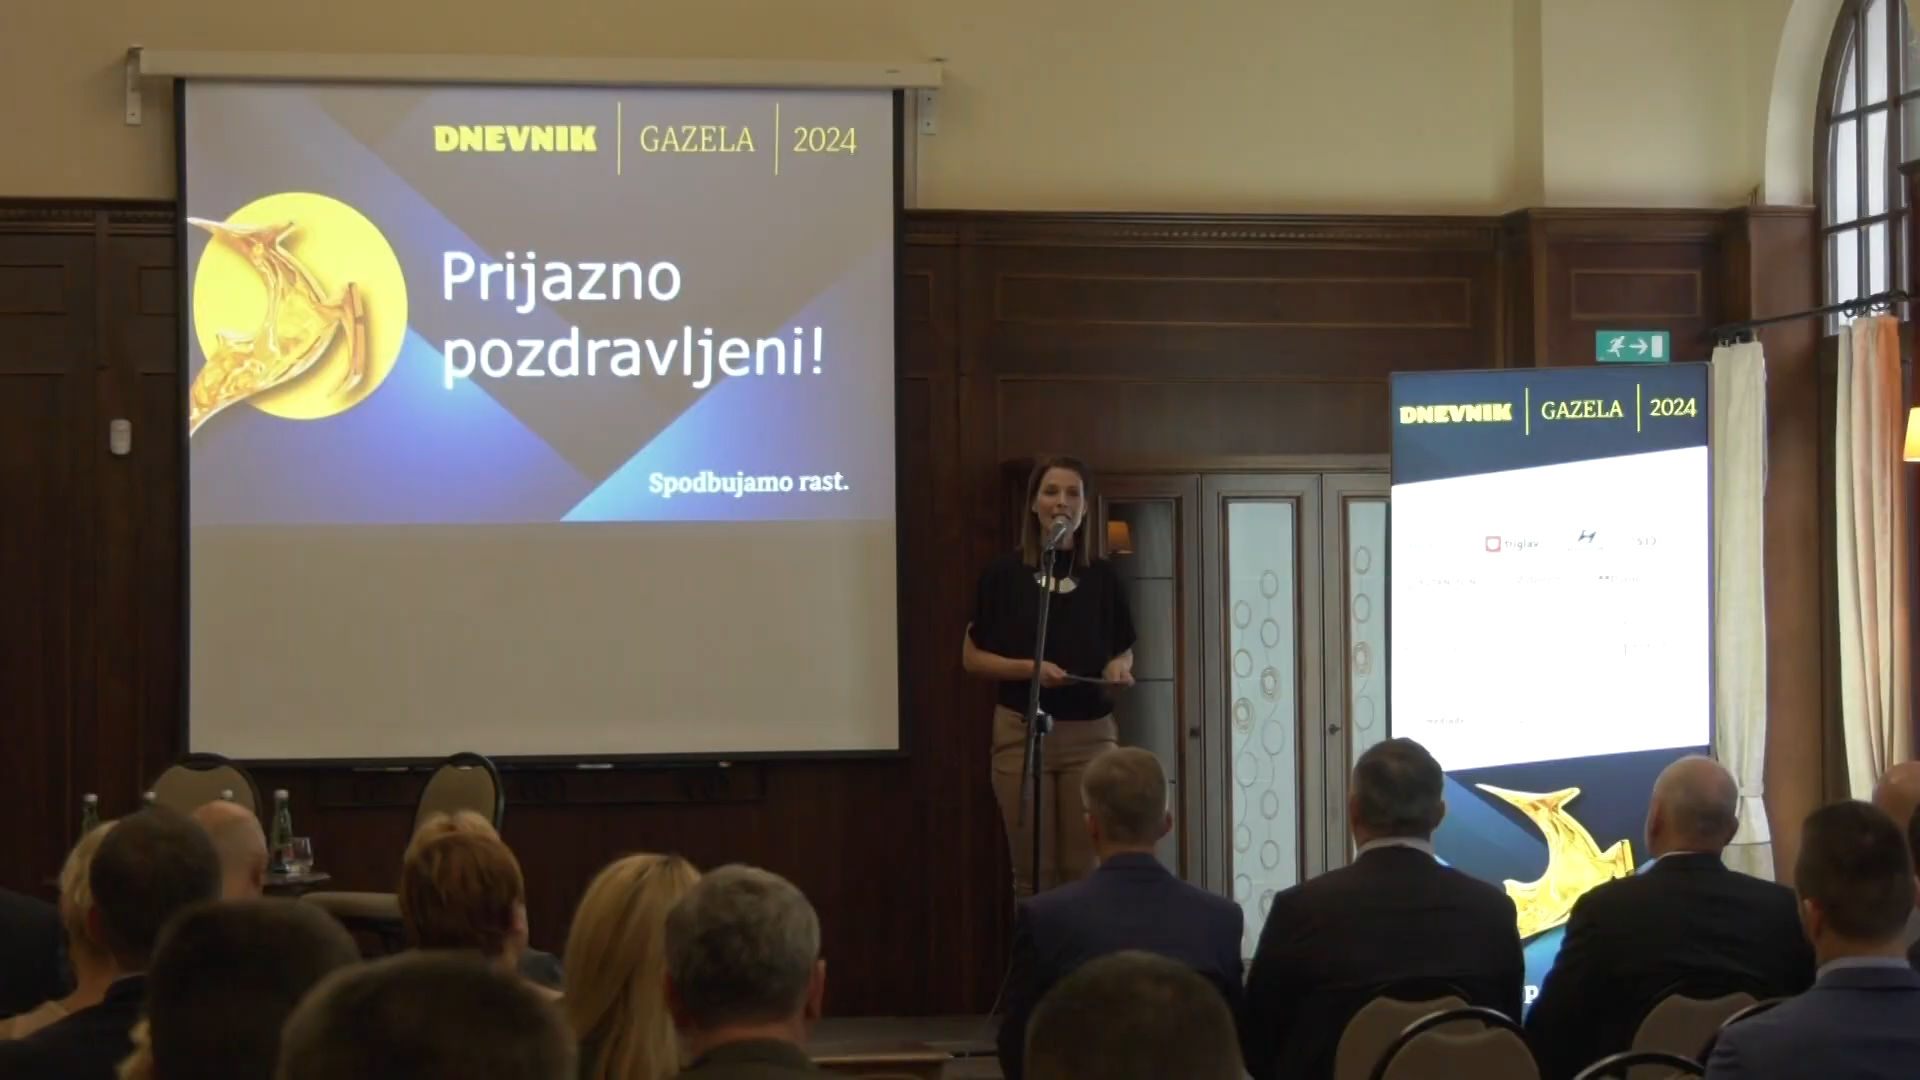 DNEVNIK | GAZELA | 2024
Prijazno
pozdravljeni!
Spodbujamo rast.
DNEVNIK | GAZELA | 2024
triglav